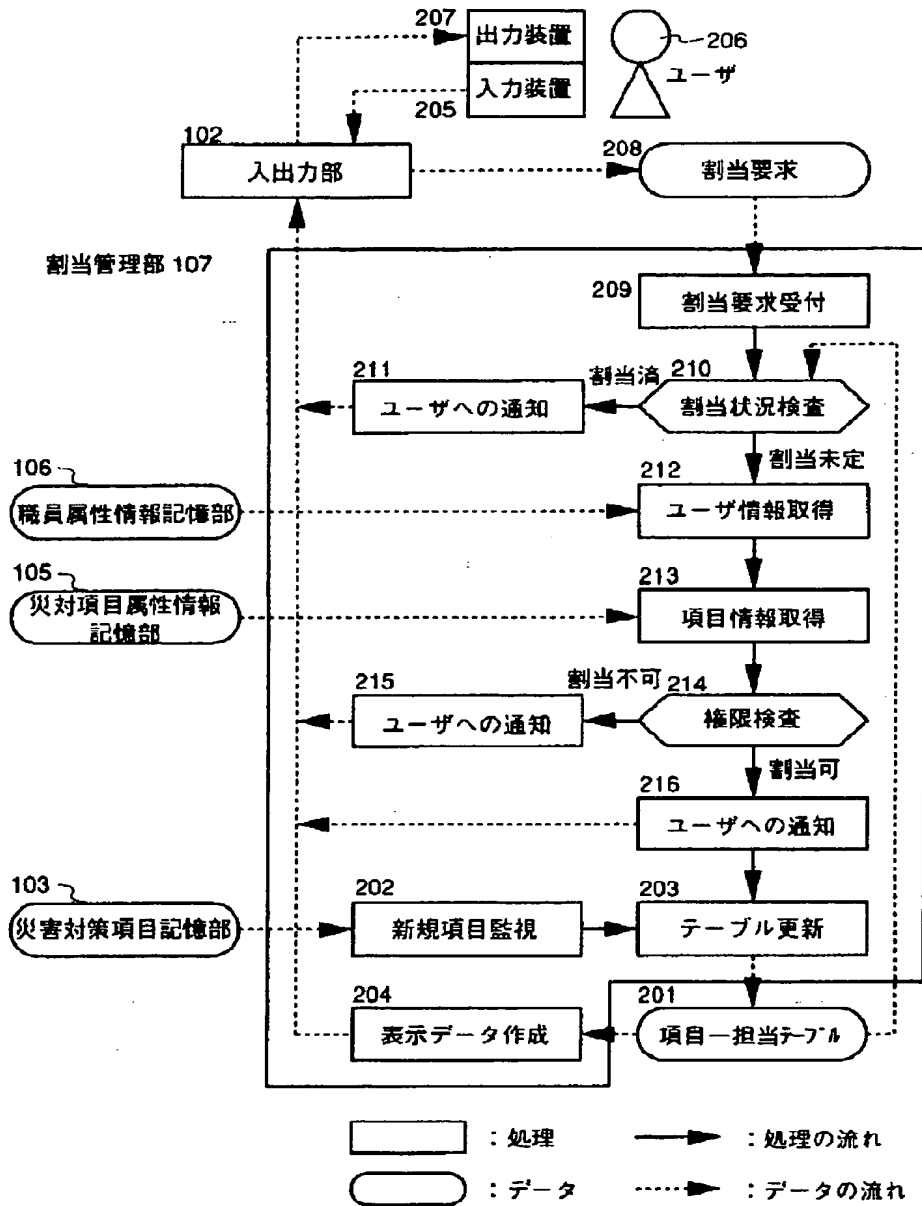 207
出力装置
206
ユーザ
入力装置
205
102
入出力部
208
割当要求
割当管理部 107
209
割当要求受付
211
ユーザへの通知
割当済
210
割当状況検査
割当未定
106
職員属性情報記憶部
212
ユーザ情報取得
105
災対項目属性情報
記憶部
213
項目情報取得
215
ユーザへの通知
割当不可
214
権限検査
割当可
216
ユーザへの通知
103
災害対策項目記憶部
202
新規項目監視
203
テーブル更新
204
表示データ作成
201
項目ー担当テーブル
：処理
：処理の流れ
：データ
：データの流れ